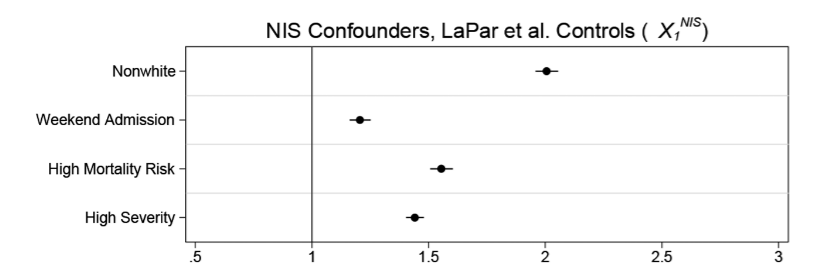 NIS Confounders, LaPar et al. Controls ( X₁ᴺᴵˢ)
Nonwhite
Weekend Admission
High Mortality Risk
High Severity
.5 1 1.5 2 2.5 3